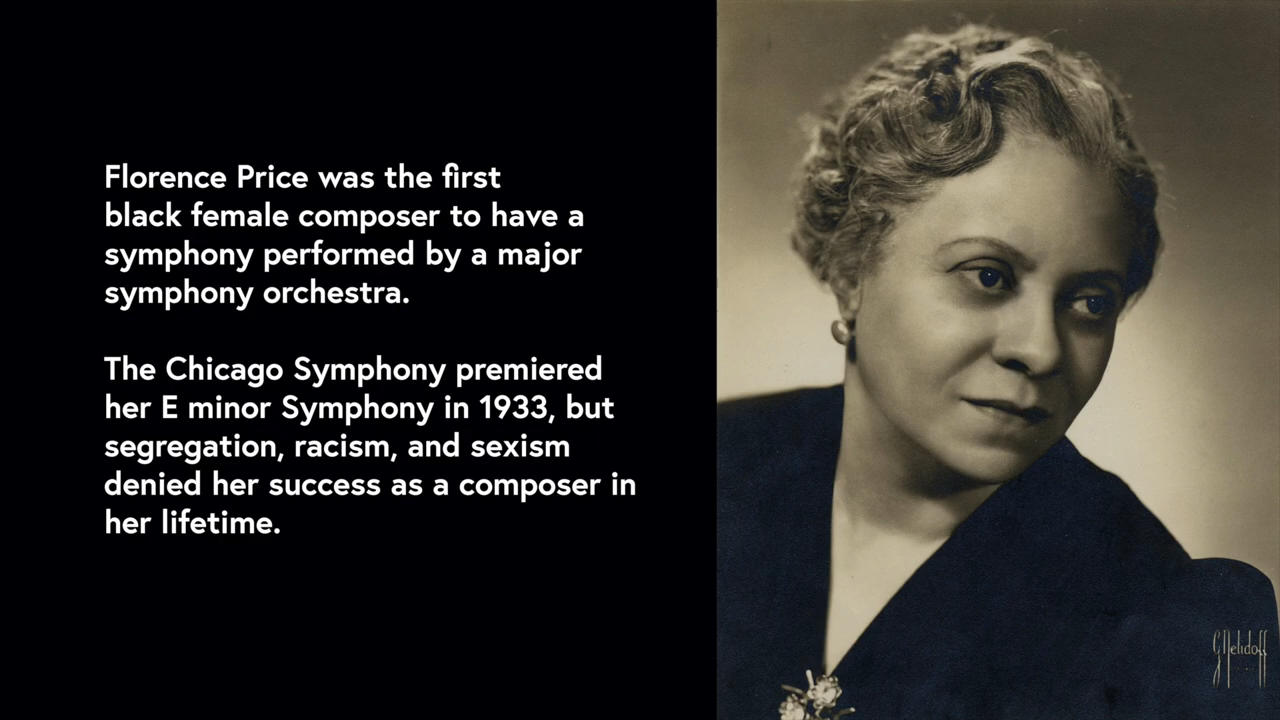 Florence Price was the first
black female composer to have a
symphony performed by a major
symphony orchestra.
The Chicago Symphony premiered
her E minor Symphony in 1933, but
segregation, racism, and sexism
denied her success as a composer in
her lifetime.
G Nelidoff